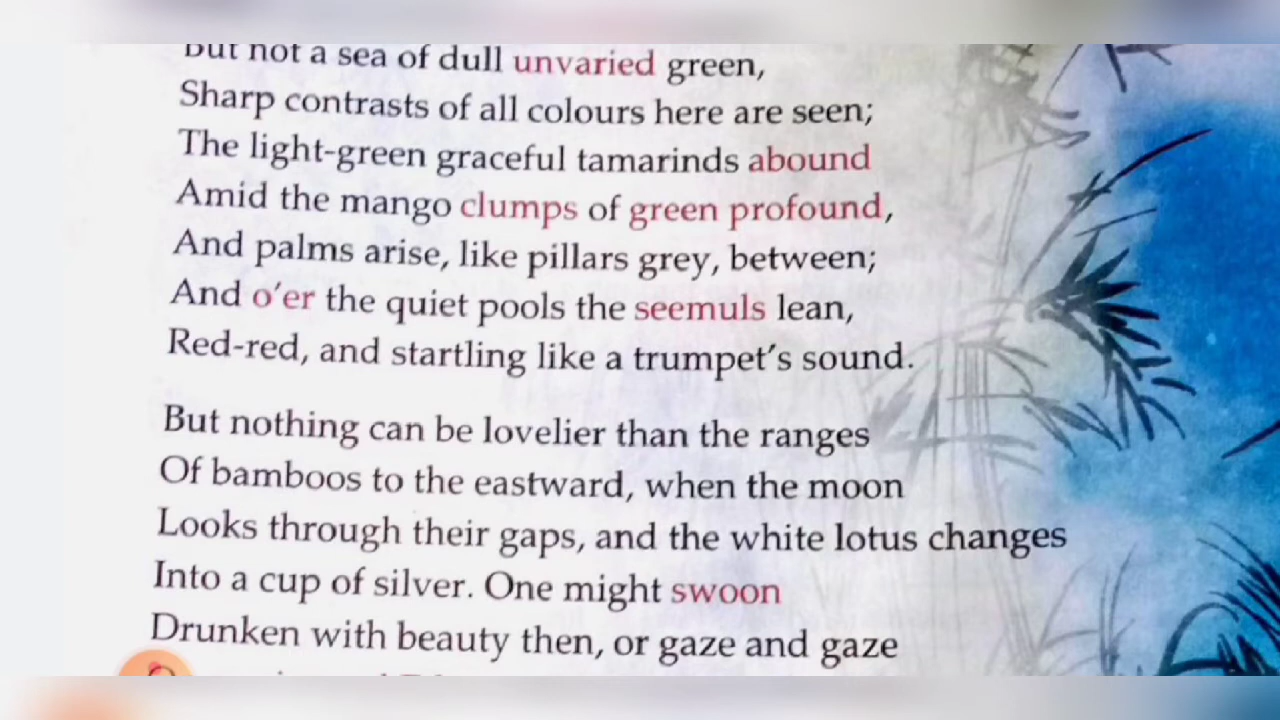 But not a sea of dull unvaried green,
Sharp contrasts of all colours here are seen;
The light-green graceful tamarinds abound
Amid the mango clumps of green profound,
And palms arise, like pillars grey, between;
And o'er the quiet pools the seemuls lean,
Red-red, and startling like a trumpet's sound.
But nothing can be lovelier than the ranges
Of bamboos to the eastward, when the moon
Looks through their gaps, and the white lotus changes
Into a cup of silver. One might swoon
Drunken with beauty then, or gaze and gaze